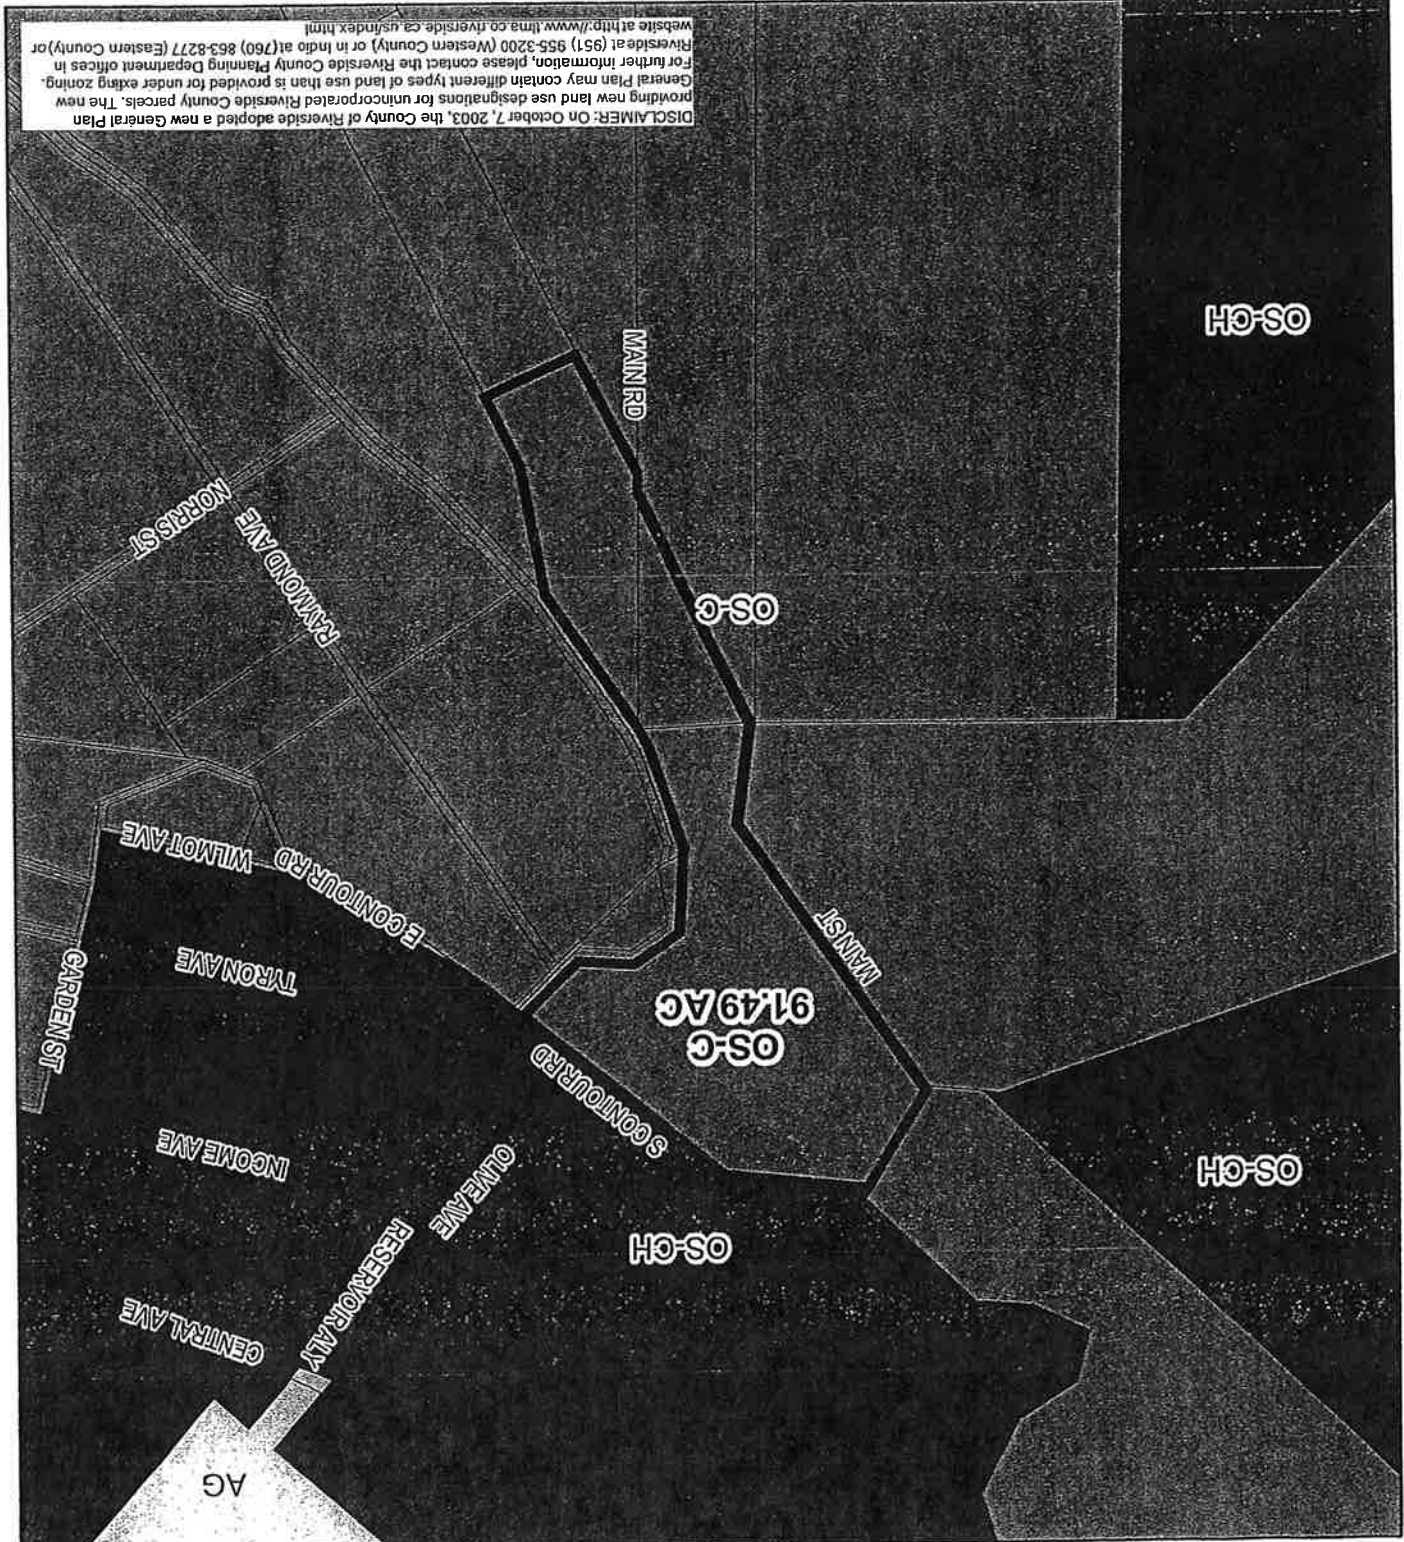 AG
CENTRAL AVE
RESERVOIR ALY
OS-CH
OLIVE AVE
OS-CH
INCOME AVE
S CONTOUR RD
OS-C
91.49 AC
GARDEN ST
TYRON AVE
MAIN ST
E CONTOUR RD
WILMOT AVE
OS-C
RAYMOND AVE
NORRIS ST
MAIN RD
OS-CH
DISCLAIMER: On October 7, 2003, the County of Riverside adopted a new General Plan
providing new land use designations for unincorporated Riverside County parcels. The new
General Plan may contain different types of land use than is provided for under exiting zoning.
For further information, please contact the Riverside County Planning Department offices in
Riverside at (951) 955-3200 (Western County), or in Indio at (760) 863-8277 (Eastern County) or
website at http://www.tlma.co.riverside.ca.us/index.html